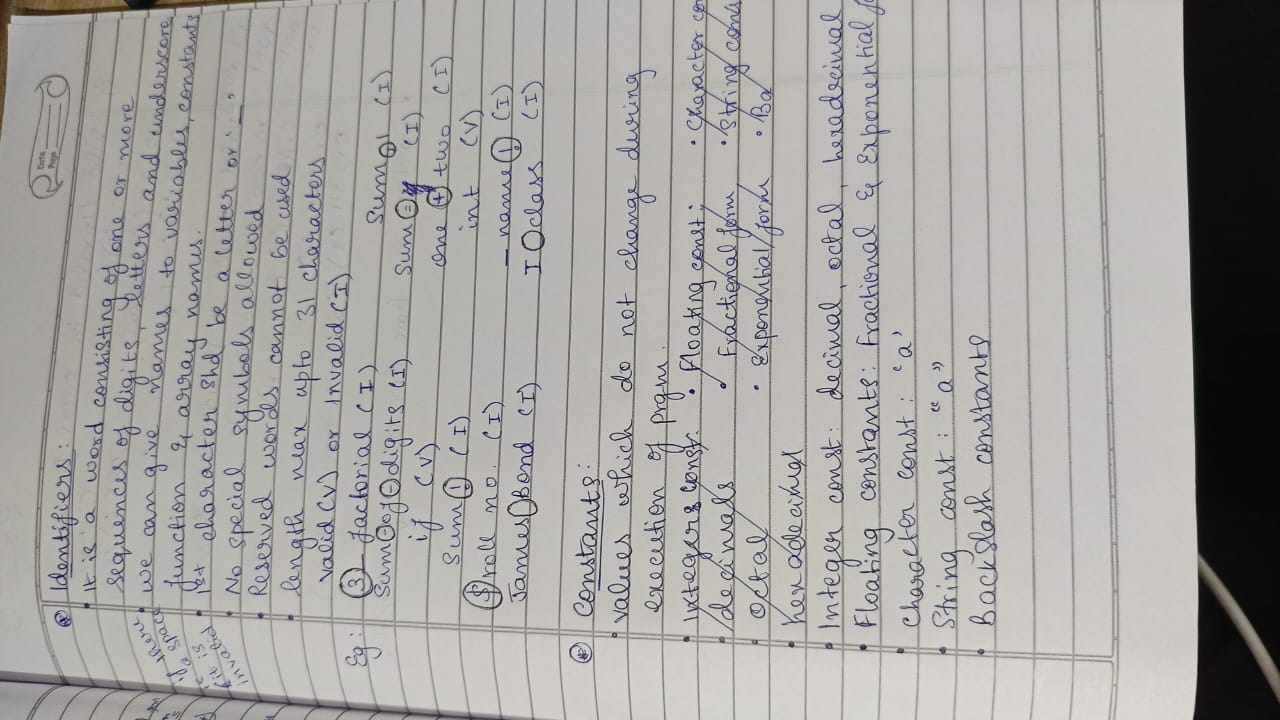 Date
Page
⊛ Identifiers:
• It is a word consisting of one or more
sequences of digits, letters and underscore
• we can give names to variables, constants
function & array names.
if there
is a space
it is
invalid
• 1st character shd be a letter or '_'
• No special symbols allowed
• Reserved words cannot be used
• length max upto 31 characters
valid (V) or Invalid (I)
Eg: 3 factorial (I)
sum 1 (I)
Sum-of-digits (I)
sum=y (I)
if (V)
one + two (I)
Sum! (I)
int (V)
$roll no. (I)
_name! (I)
James Bond (I)
I class (I)
⊛ Constants:
• values which do not change during
execution of prgm.
• Integers const. • Floating const; • Character co
• decimals • Fractional form • String cons
• Octal • Exponential form • Ba
• hexadecimal
• Integer const: decimal, octal, hexadecimal
• Floating constants: Fractional & Exponential fo
• character const: 'a'
• String const: "a"
• Backslash constants